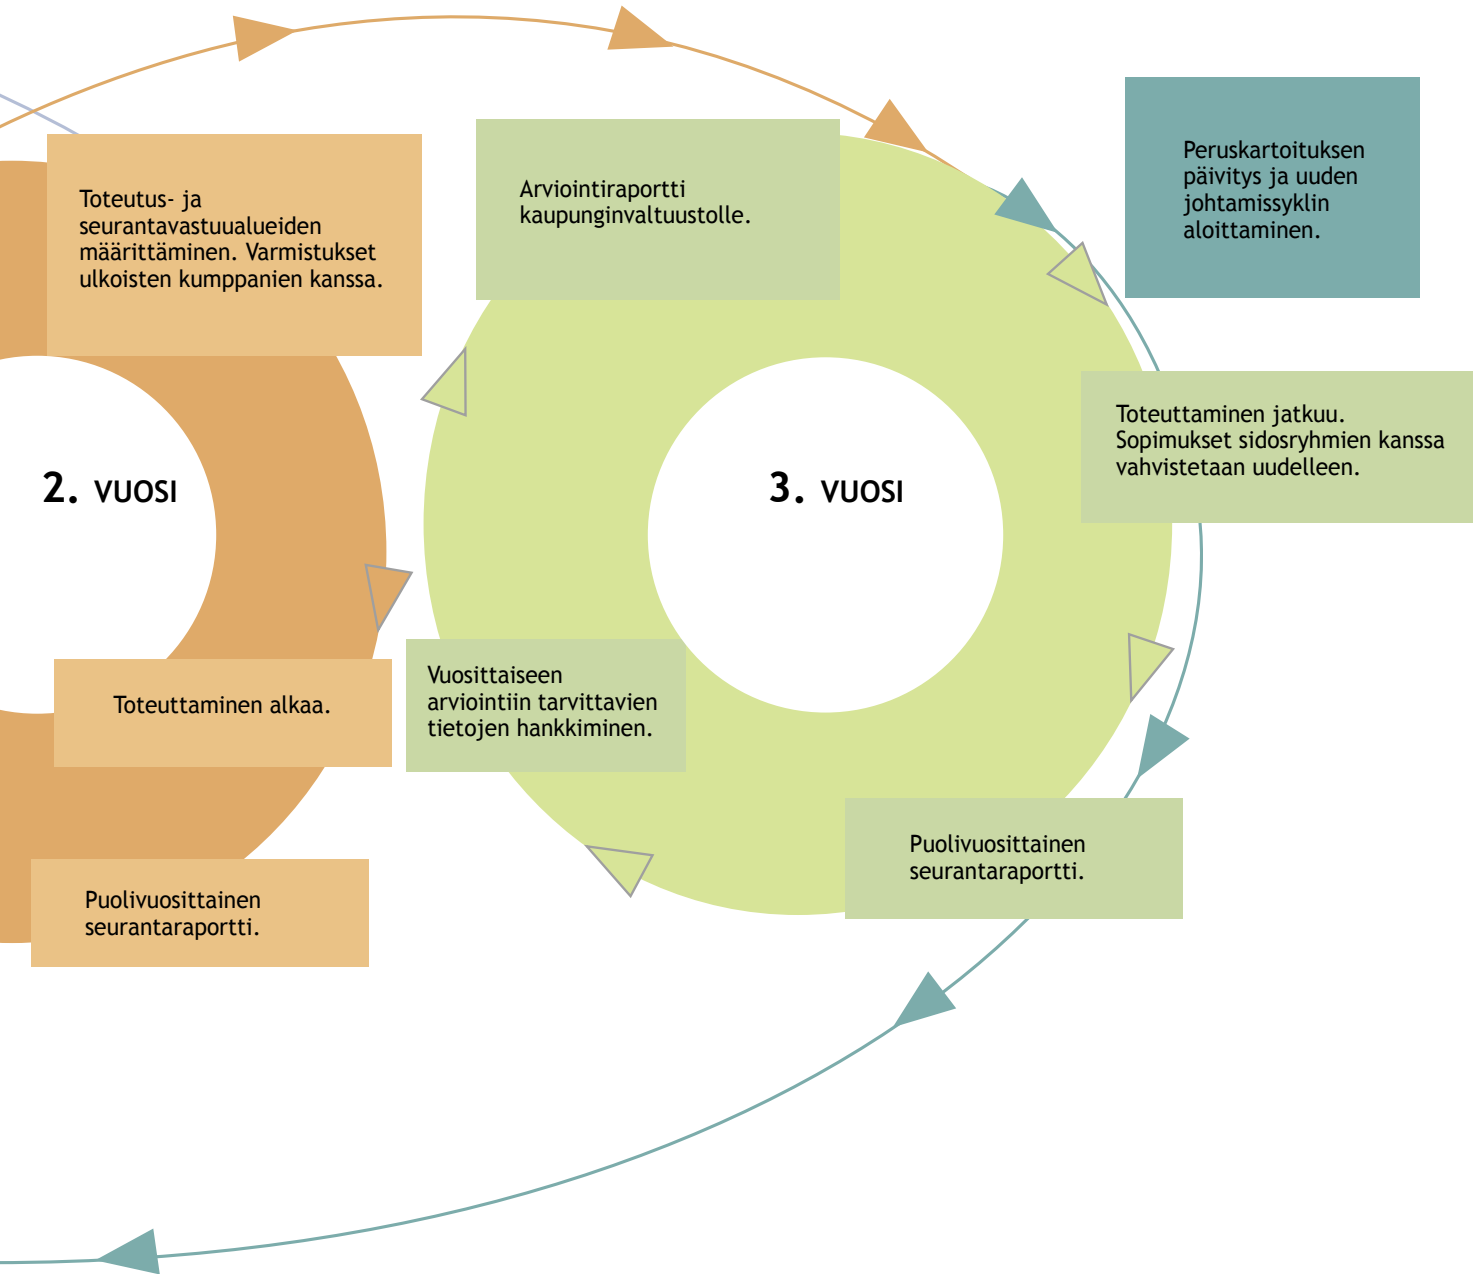 Toteutus- ja
seurantavastuualueiden
määrittäminen. Varmistukset
ulkoisten kumppanien kanssa.
2. VUOSI
Toteuttaminen alkaa.
Puolivuosittainen
seurantaraportti.
Arviointiraportti
kaupunginvaltuustolle.
3. VUOSI
Vuosittaiseen
arviointiin tarvittavien
tietojen hankkiminen.
Puolivuosittainen
seurantaraportti.
Peruskartoituksen
päivitys ja uuden
johtamissyklin
aloittaminen.
Toteuttaminen jatkuu.
Sopimukset sidosryhmien kanssa
vahvistetaan uudelleen.